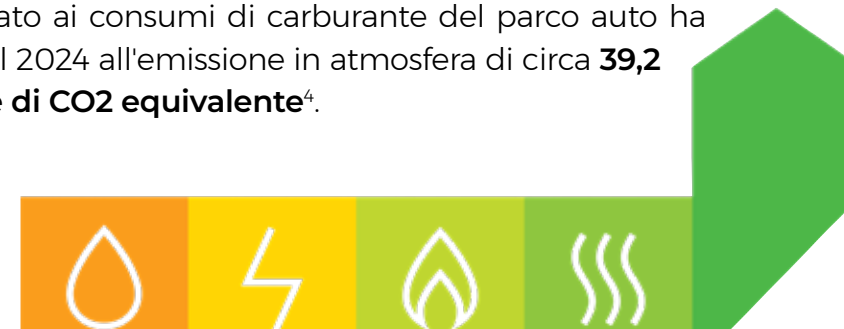 ato ai consumi di carburante del parco auto ha
l 2024 all'emissione in atmosfera di circa 39,2
e di CO2 equivalente⁴.